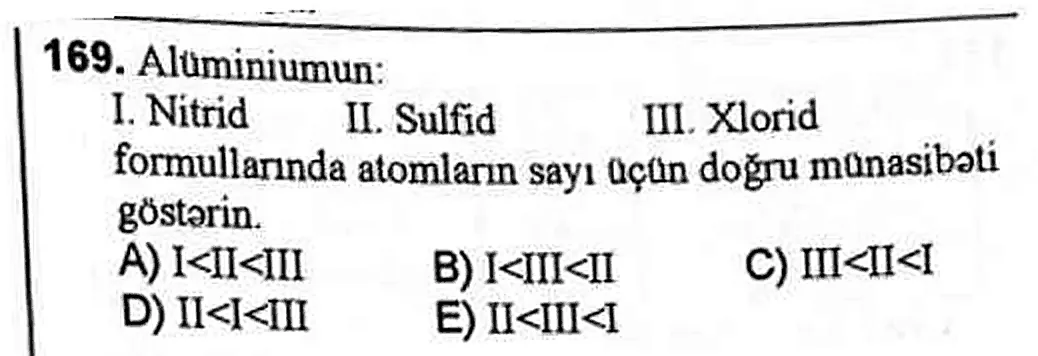 169. Alüminiumun:
I. Nitrid II. Sulfid III. Xlorid
formullarında atomların sayı üçün doğru münasibəti
göstərin.
A) I<II<III B) I<III<II C) III<II<I
D) II<I<III E) II<III<I